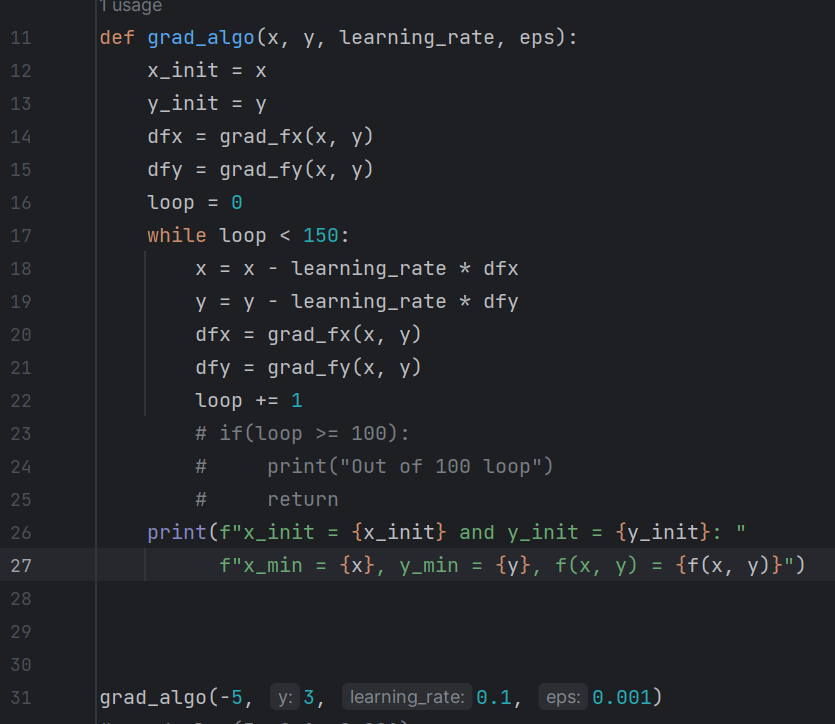 1 usage
11 def grad_algo(x, y, learning_rate, eps):
12     x_init = x
13     y_init = y
14     dfx = grad_fx(x, y)
15     dfy = grad_fy(x, y)
16     loop = 0
17     while loop < 150:
18         x = x - learning_rate * dfx
19         y = y - learning_rate * dfy
20         dfx = grad_fx(x, y)
21         dfy = grad_fy(x, y)
22         loop += 1
23         # if(loop >= 100):
24         #     print("Out of 100 loop")
25         #     return
26     print(f"x_init = {x_init} and y_init = {y_init}: "
27           f"x_min = {x}, y_min = {y}, f(x, y) = {f(x, y)}")
28
29
30
31 grad_algo(-5, y: 3, learning_rate: 0.1, eps: 0.001)